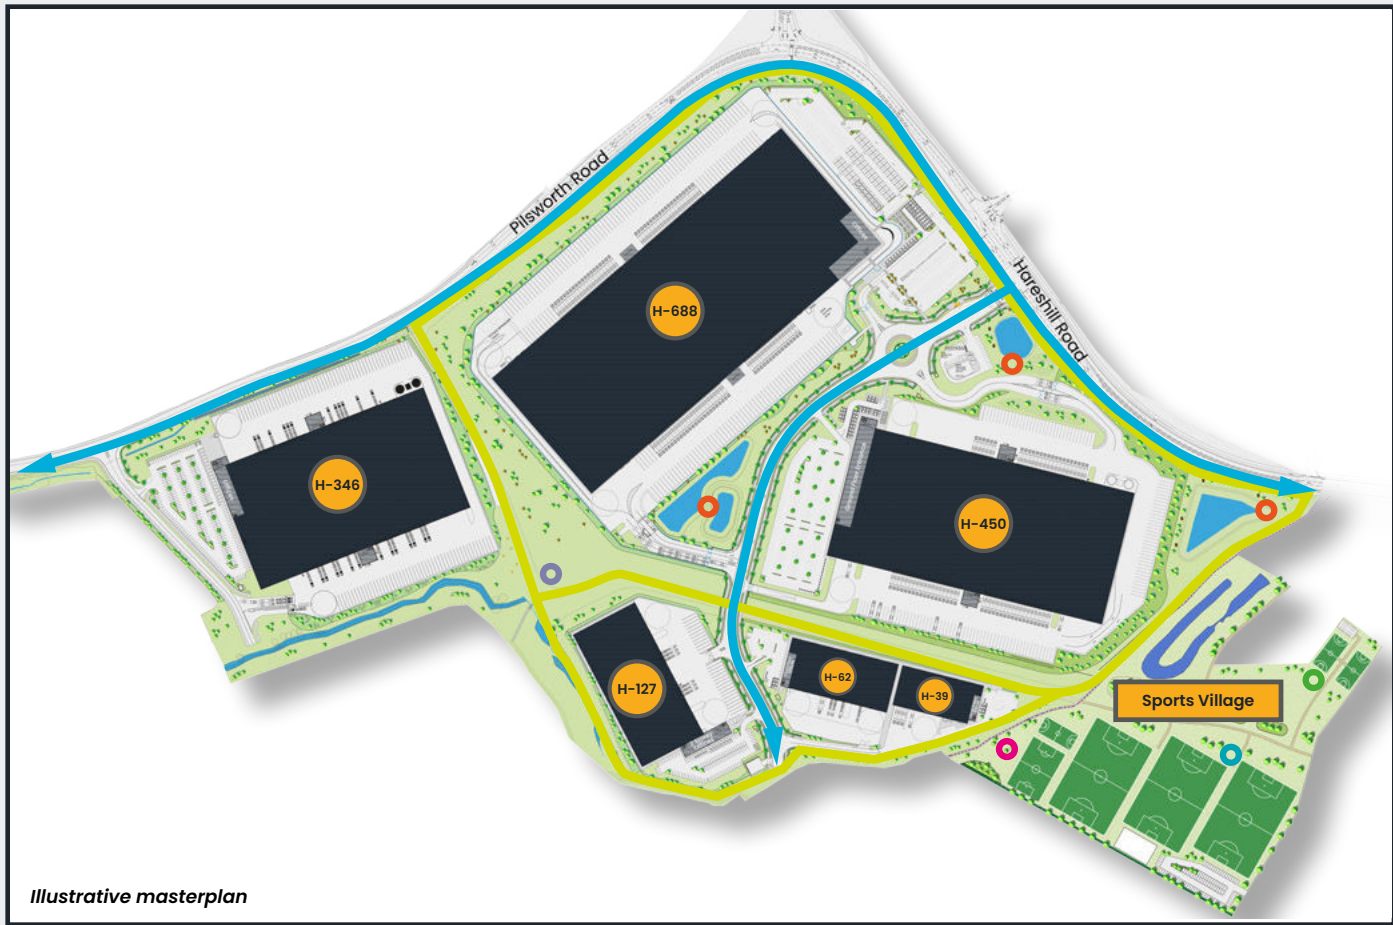 Pilsworth Road
H-688
Hareshill Road
H-346
H-450
H-127
H-62
H-39
Sports Village
Illustrative masterplan